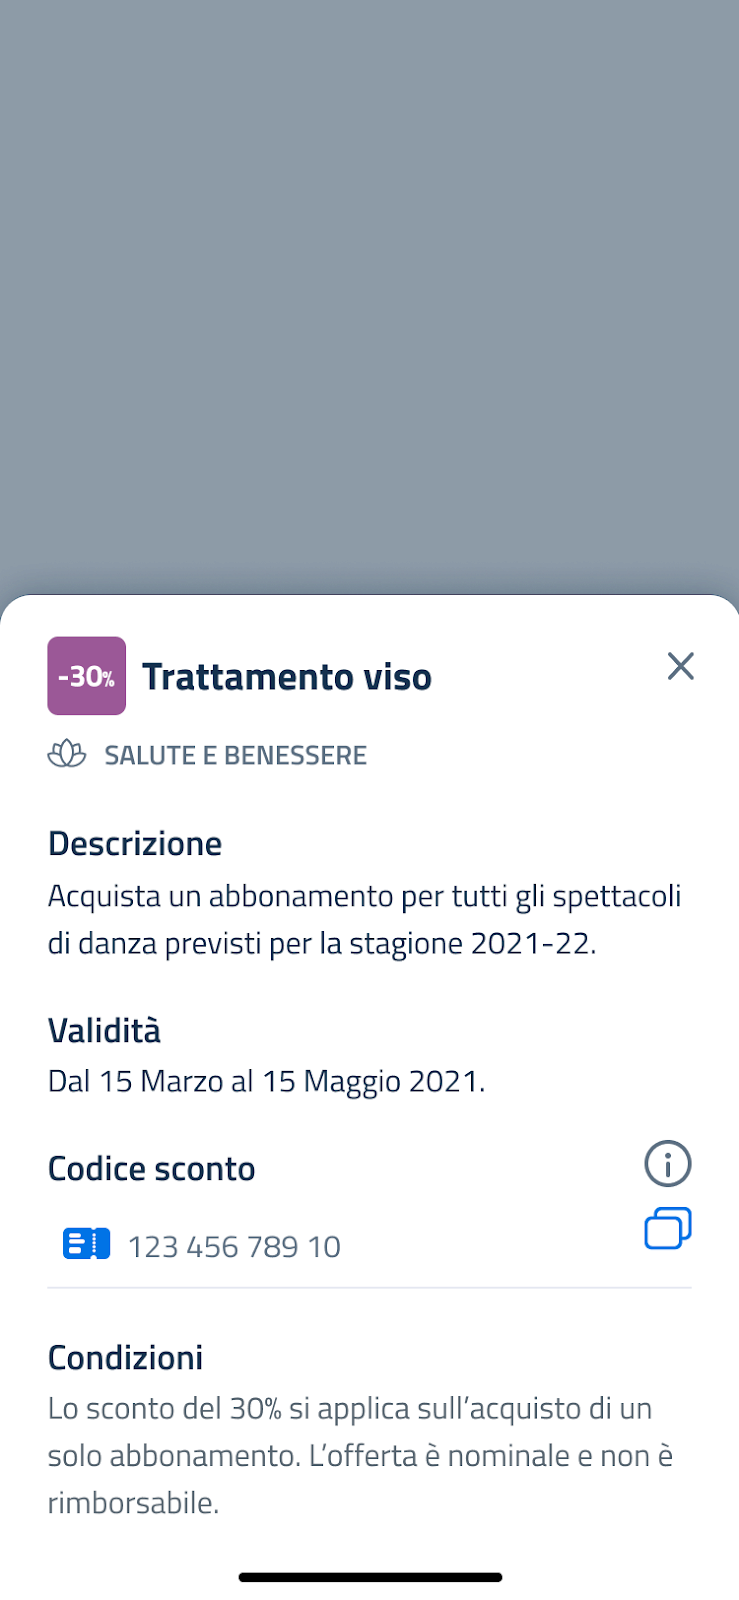 -30%
Trattamento viso
SALUTE E BENESSERE
Descrizione
Acquista un abbonamento per tutti gli spettacoli
di danza previsti per la stagione 2021-22.
Validità
Dal 15 Marzo al 15 Maggio 2021.
Codice sconto
123 456 789 10
Condizioni
Lo sconto del 30% si applica sull’acquisto di un
solo abbonamento. L’offerta è nominale e non è
rimborsabile.